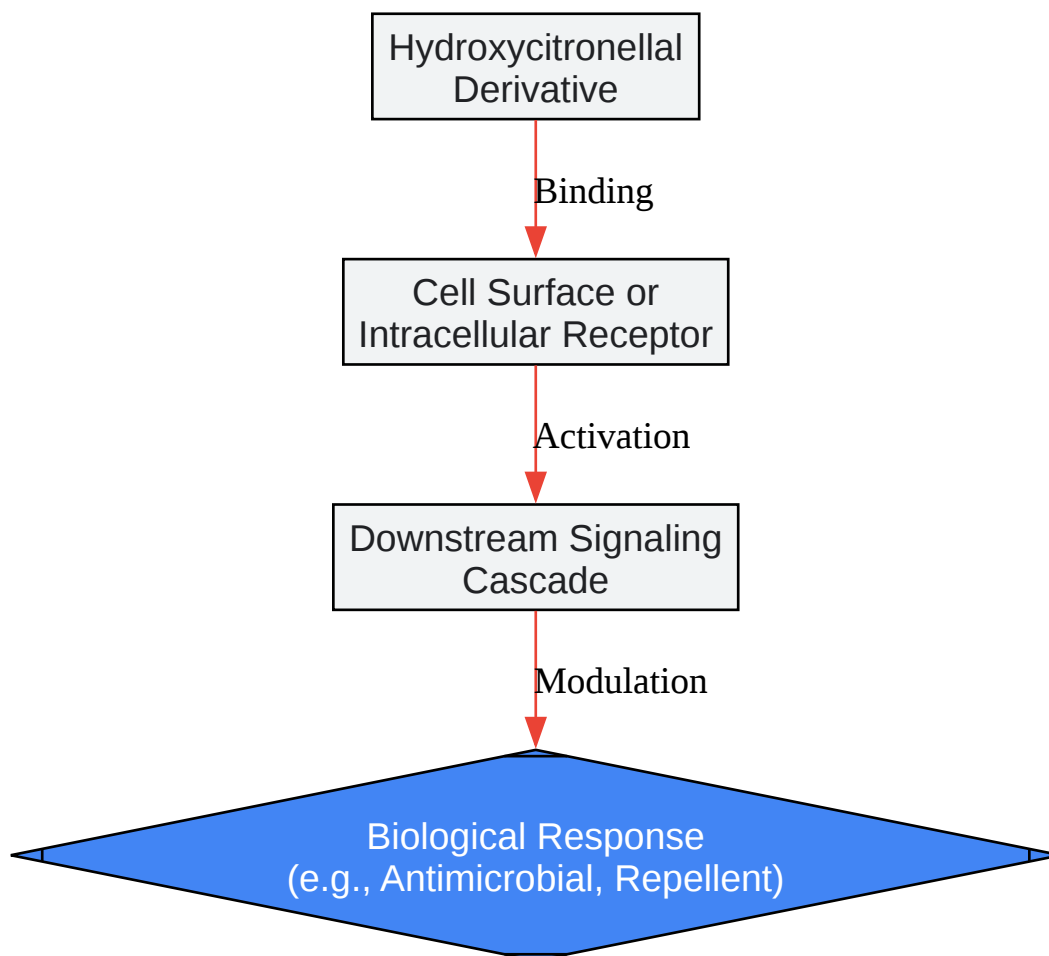 Hydroxycitronellal
Derivative
Binding
Cell Surface or
Intracellular Receptor
Activation
Downstream Signaling
Cascade
Modulation
Biological Response
(e.g., Antimicrobial, Repellent)